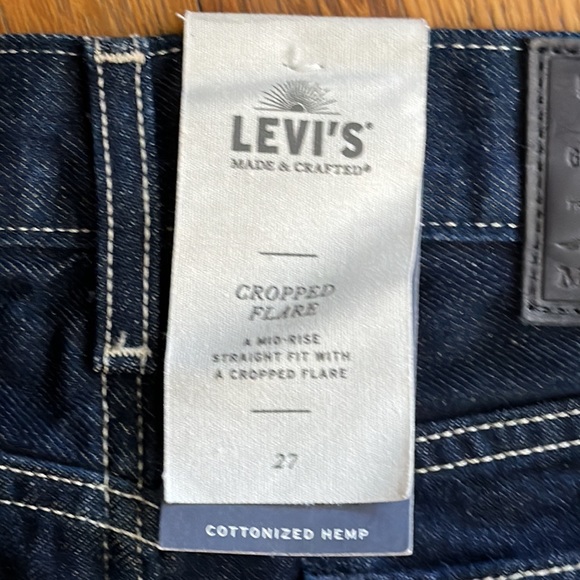 LEVI'S®
MADE & CRAFTED®
CROPPED
FLARE
A MID-RISE
STRAIGHT FIT WITH
A CROPPED FLARE
27
COTTONIZED HEMP